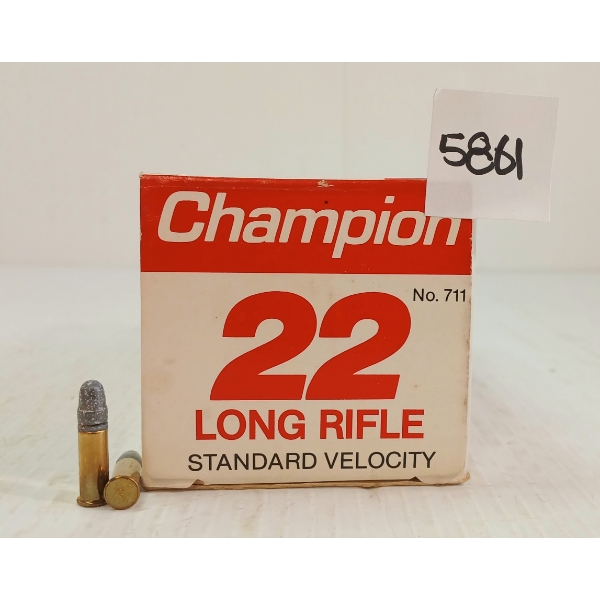 5861
Champion
No. 711
22
LONG RIFLE
STANDARD VELOCITY